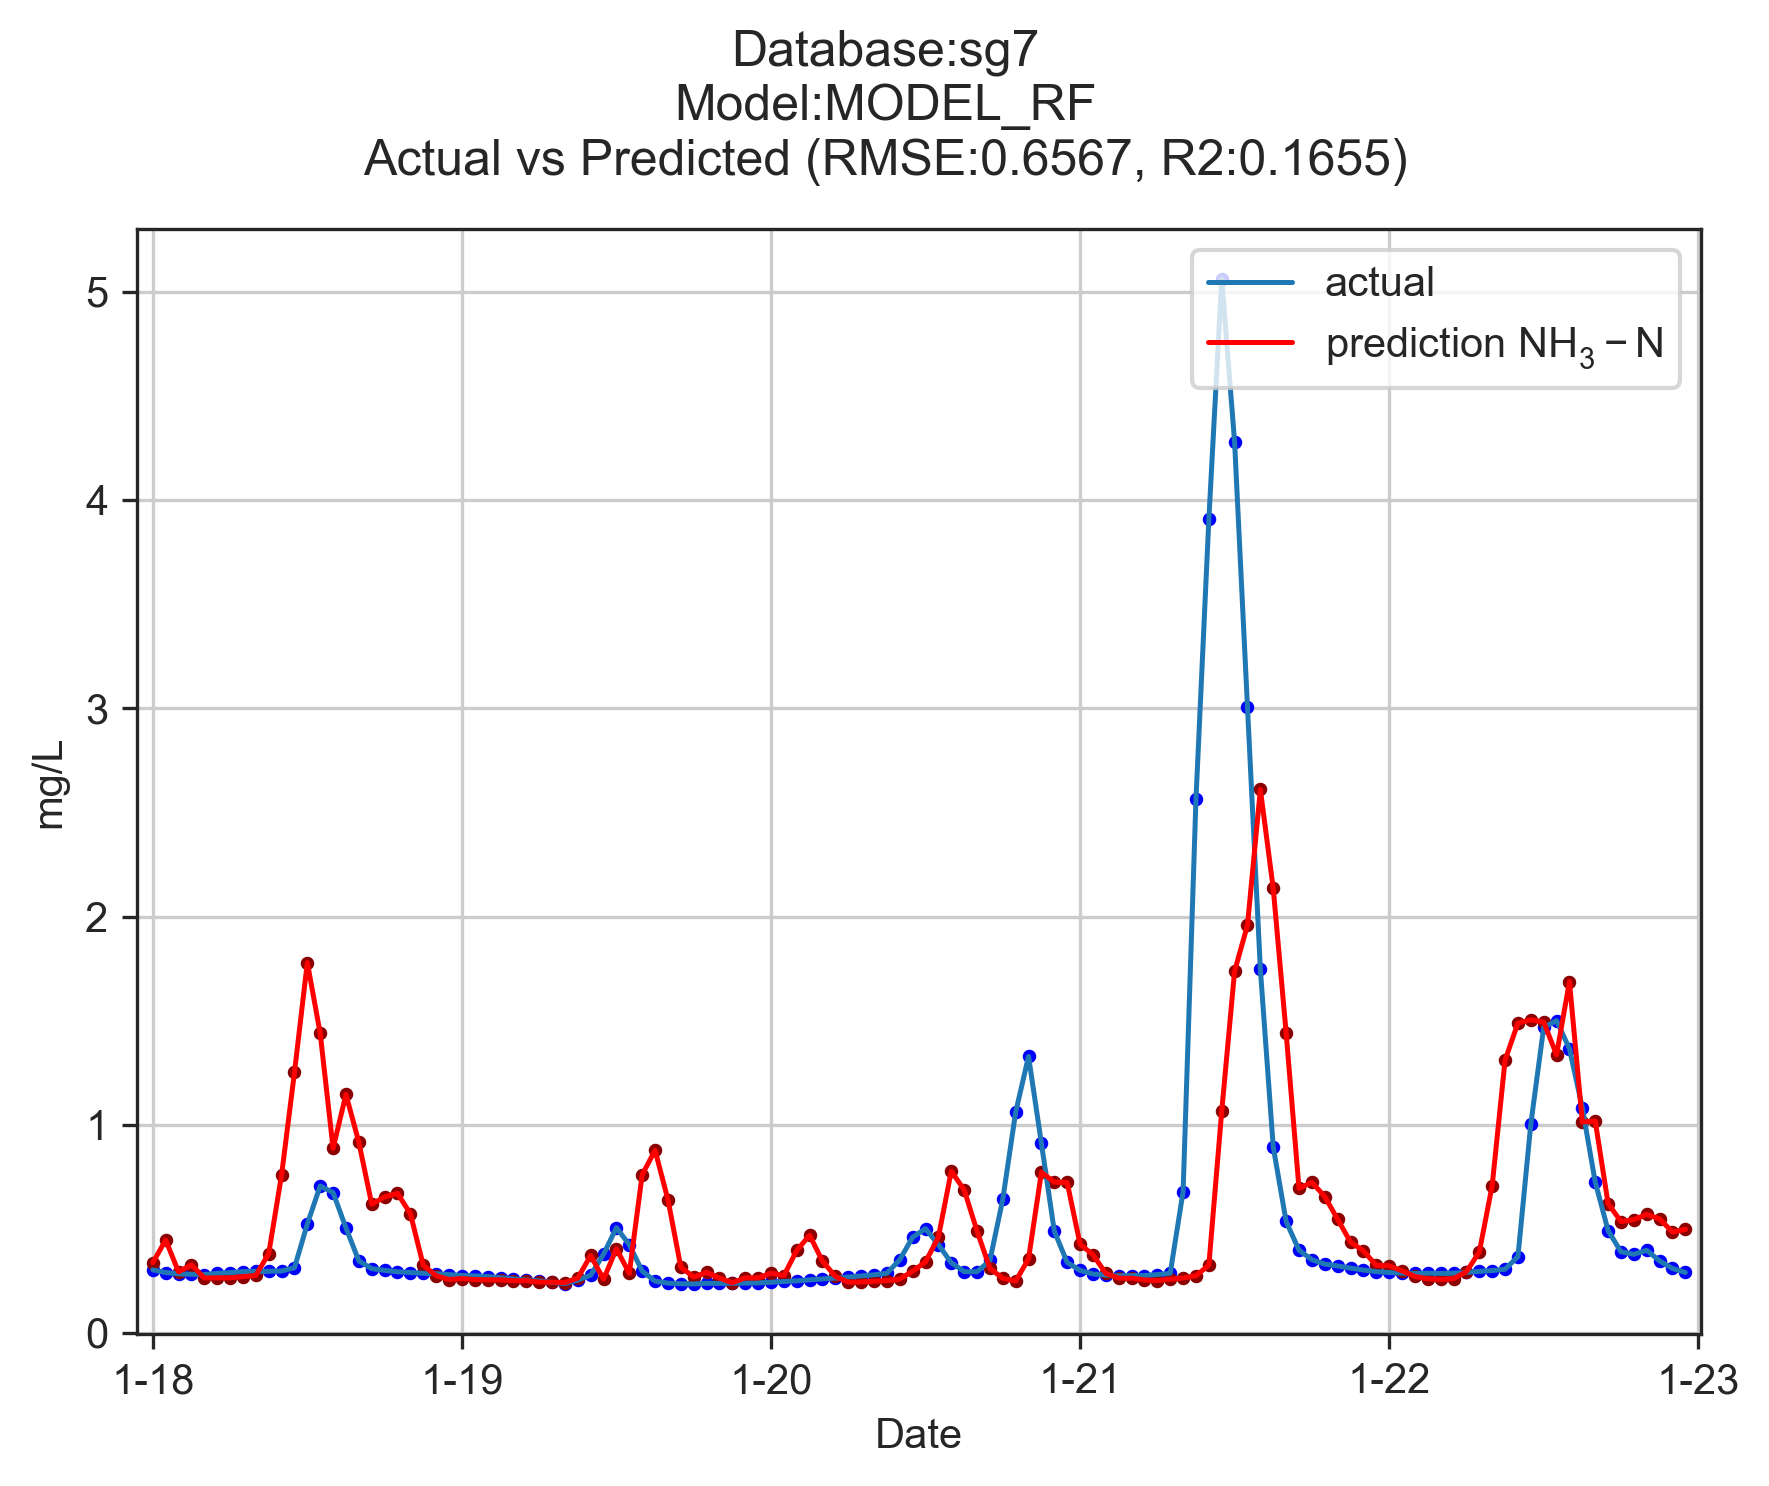 Database:sg7
Model:MODEL_RF
Actual vs Predicted (RMSE:0.6567, R2:0.1655)
actual
prediction NH₃ − N
5
4
3
2
1
0
mg/L
1-18 1-19 1-20 1-21 1-22 1-23
Date